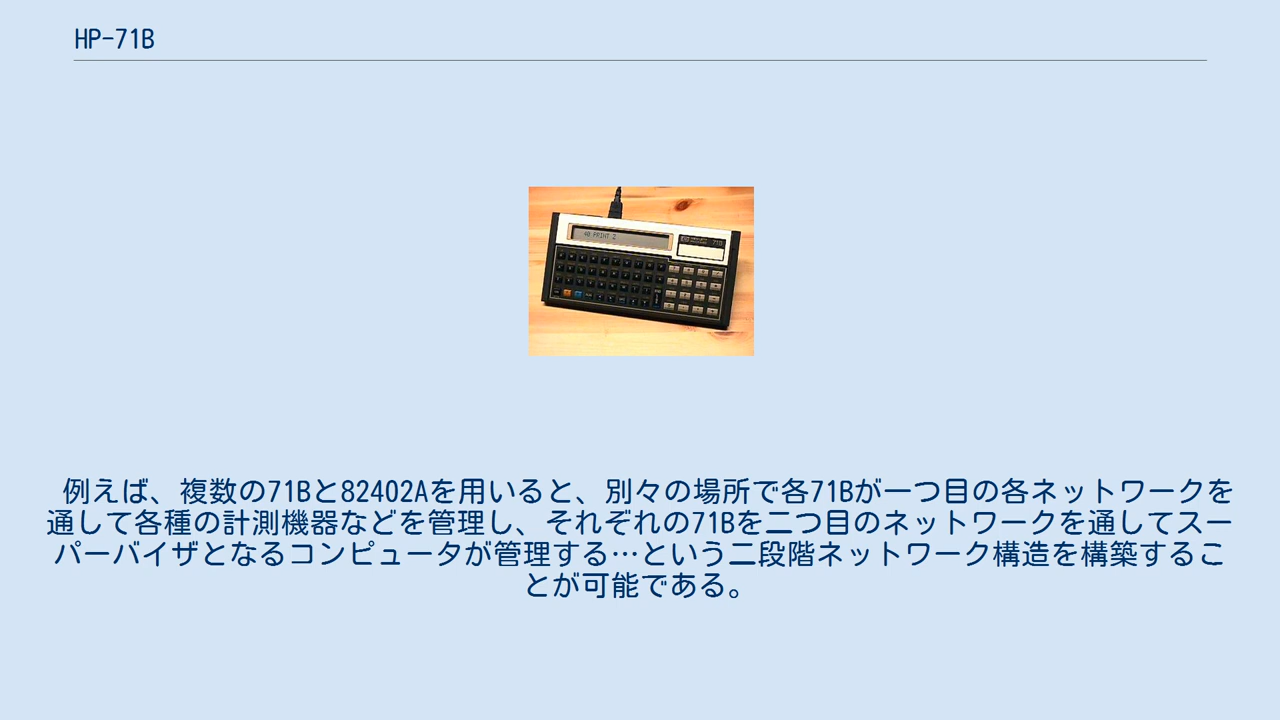 HP-71B
40 PRINT Z
例えば、複数の71Bと82402Aを用いると、別々の場所で各71Bが一つ目の各ネットワークを
通して各種の計測機器などを管理し、それぞれの71Bを二つ目のネットワークを通してスー
パーバイザとなるコンピュータが管理する…という二段階ネットワーク構造を構築するこ
とが可能である。